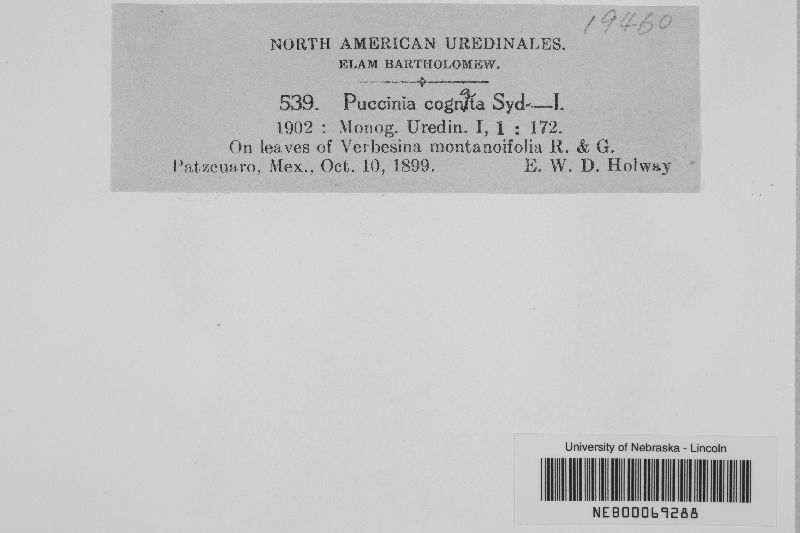 19460
NORTH AMERICAN UREDINALES.
ELAM BARTHOLOMEW.
539. Puccinia cognata Syd.—I.
1902 : Monog. Uredin. I, 1 : 172.
On leaves of Verbesina montanoifolia R. & G.
Patzcuaro, Mex., Oct. 10, 1899. E. W. D. Holway
University of Nebraska - Lincoln
NEB00069288